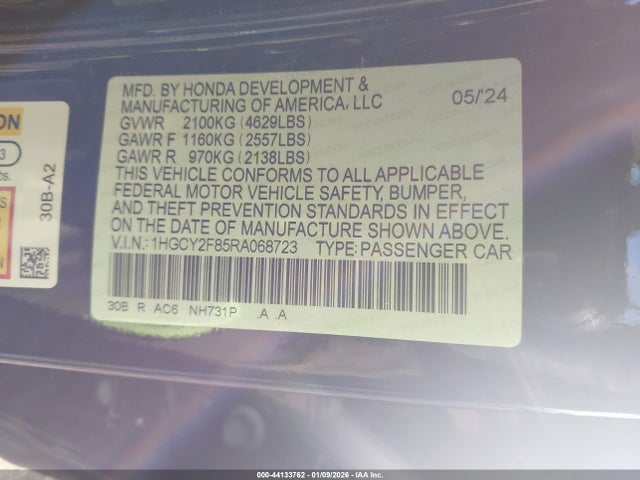 MFD. BY HONDA DEVELOPMENT &
MANUFACTURING OF AMERICA, LLC 05/24
GVWR 2100KG (4629LBS)
GAWR F 1160KG (2557LBS)
GAWR R 970KG (2138LBS)
THIS VEHICLE CONFORMS TO ALL APPLICABLE
FEDERAL MOTOR VEHICLE SAFETY, BUMPER,
AND THEFT PREVENTION STANDARDS IN EFFECT
ON THE DATE OF MANUFACTURE SHOWN ABOVE.
V.I.N.: 1HGCY2F85RA068723 TYPE: PASSENGER CAR
30B R AC6 NH731P .A .A
30B-A2
000-44133762 - 01/09/2026 - IAA Inc.